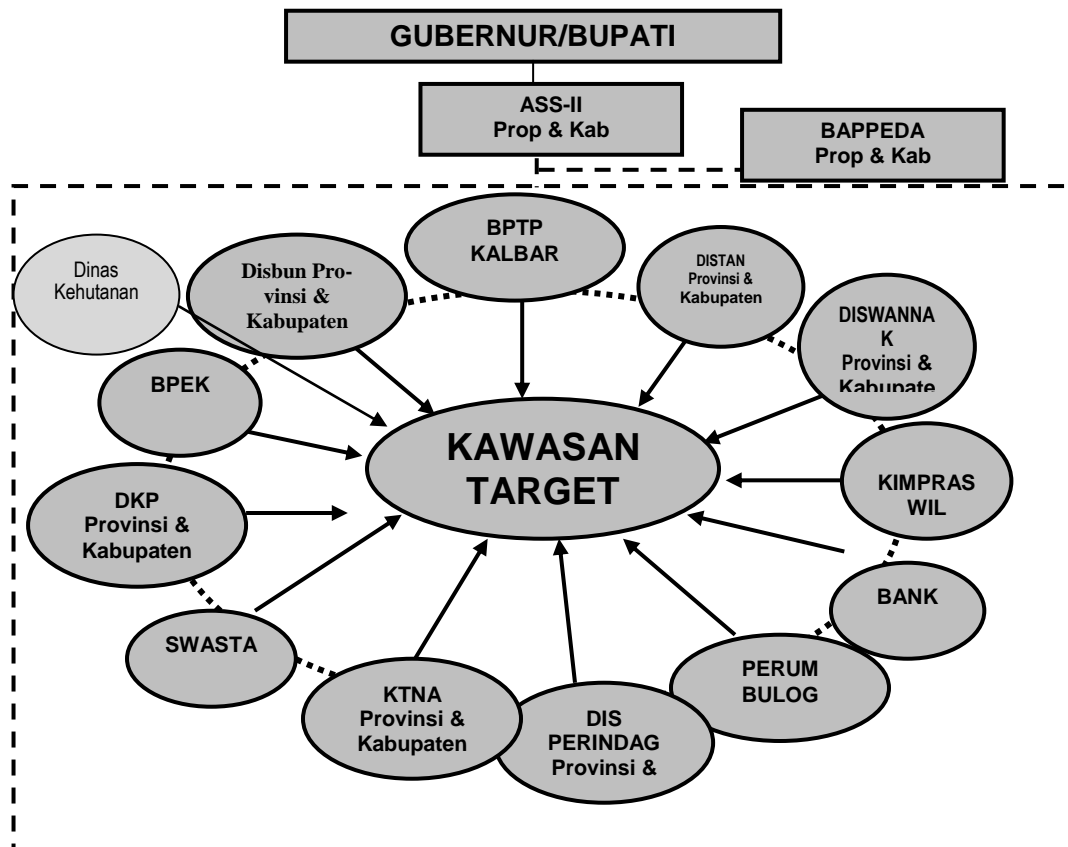 GUBERNUR/BUPATI
ASS-II
Prop & Kab
BAPPEDA
Prop & Kab
BPTP
KALBAR
Dinas
Kehutanan
Disbun Pro-
vinsi &
Kabupaten
DISTAN
Provinsi &
Kabupaten
DISWANNA
K
Provinsi &
Kabupate
BPEK
KAWASAN
TARGET
KIMPRAS
WIL
DKP
Provinsi &
Kabupaten
BANK
SWASTA
PERUM
BULOG
KTNA
Provinsi &
Kabupaten
DIS
PERINDAG
Provinsi &